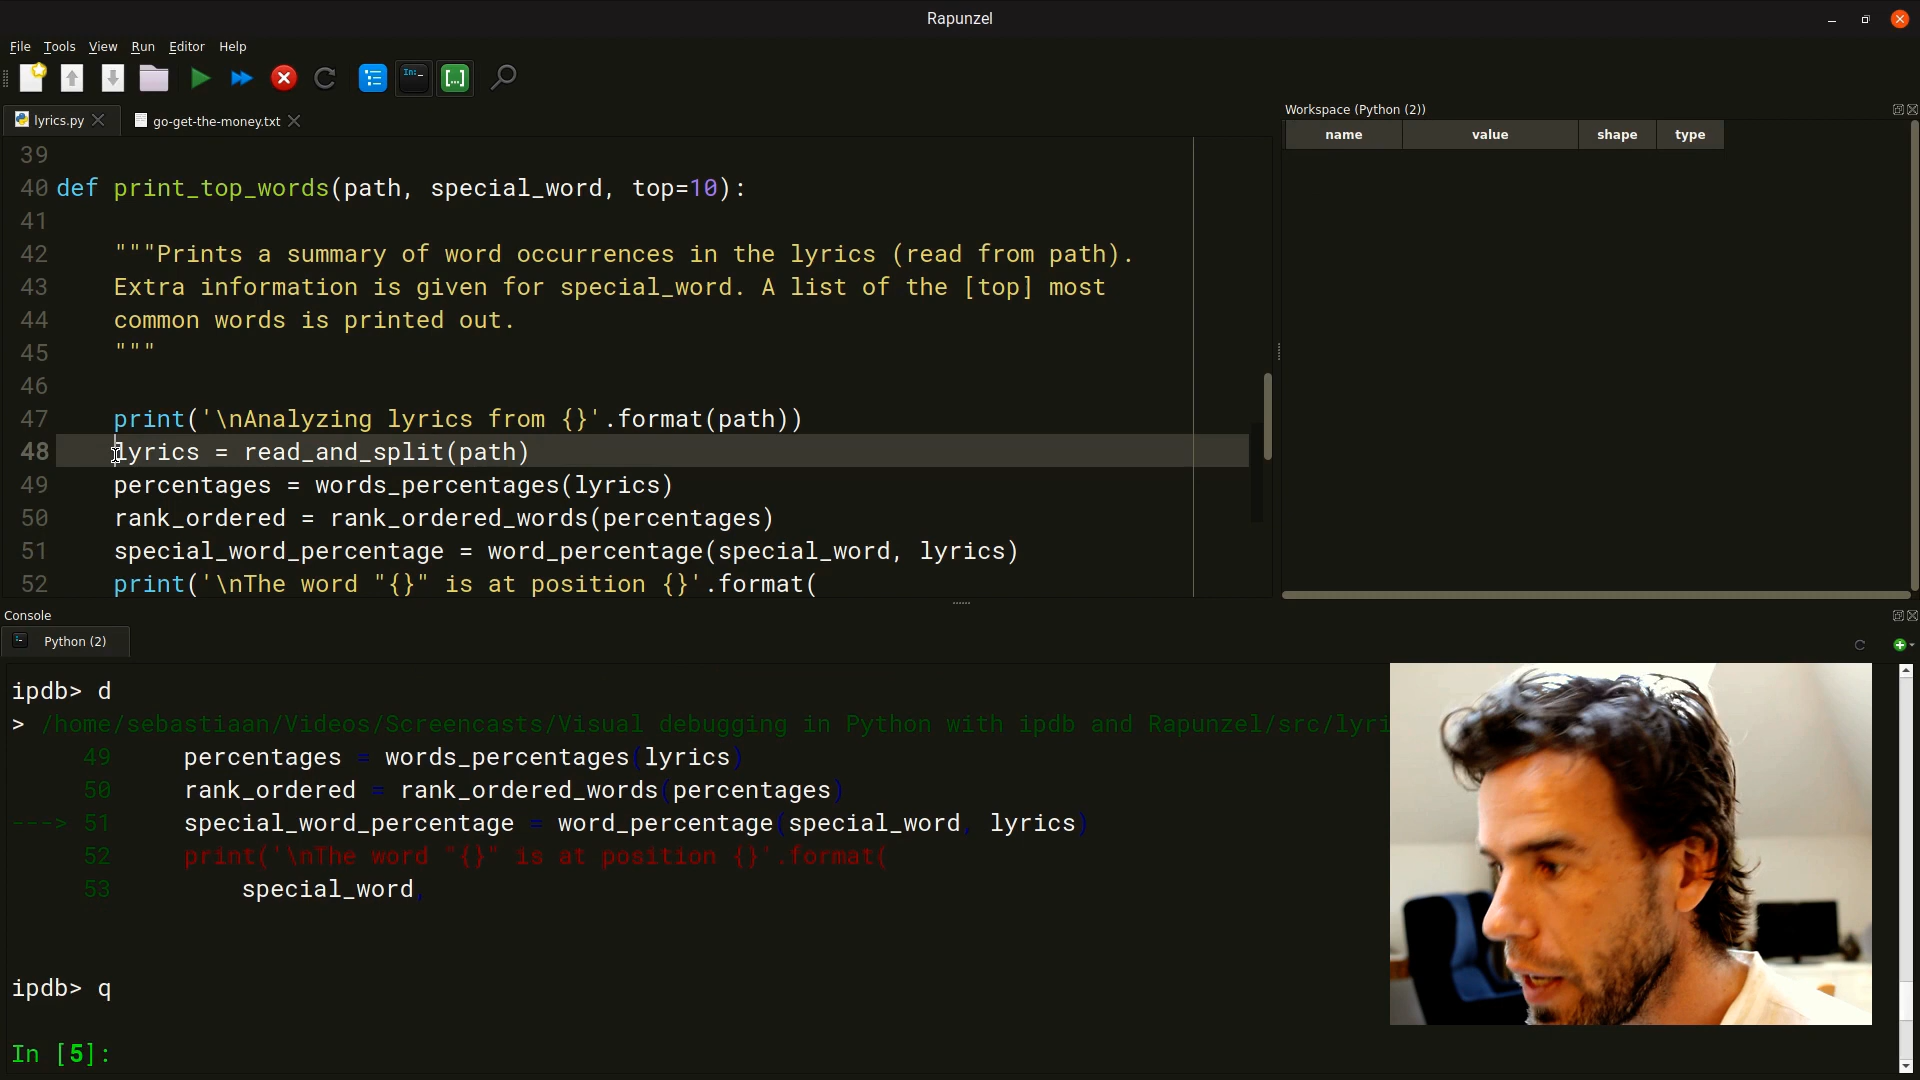 Rapunzel
File Tools View Run Editor Help
In:
[...]
lyrics.py
go-get-the-money.txt
39
40 def print_top_words(path, special_word, top=10):
41
42 """Prints a summary of word occurrences in the lyrics (read from path).
43 Extra information is given for special_word. A list of the [top] most
44 common words is printed out.
45 """
46
47 print('\nAnalyzing lyrics from {}'.format(path))
48 lyrics = read_and_split(path)
49 percentages = words_percentages(lyrics)
50 rank_ordered = rank_ordered_words(percentages)
51 special_word_percentage = word_percentage(special_word, lyrics)
52 print('\nThe word "{}" is at position {}'.format(
Workspace (Python (2))
name value shape type
Console
Python (2)
ipdb> d
> /home/sebastiaan/Videos/Screencasts/Visual debugging in Python with ipdb and Rapunzel/src/lyri
49 percentages = words_percentages(lyrics)
50 rank_ordered = rank_ordered_words(percentages)
---> 51 special_word_percentage = word_percentage(special_word, lyrics)
52 print('\nThe word "{}" is at position {}'.format(
53 special_word,
ipdb> q
In [5]: